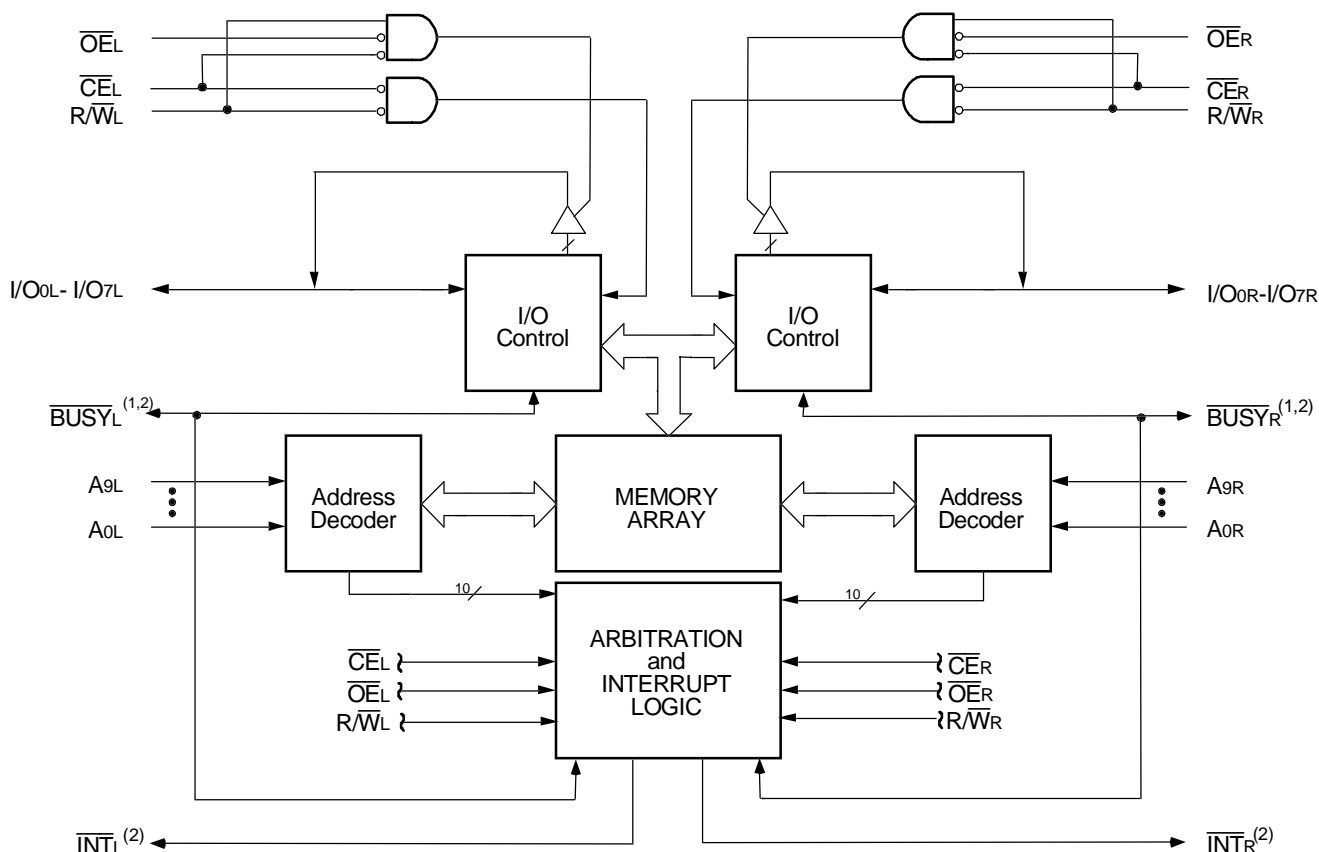 OEL
OER
CEL
CER
R/WL
R/WR
I/O0L- I/O7L
I/O Control
I/O Control
I/O0R-I/O7R
BUSYL(1,2)
BUSYR(1,2)
A9L
Address Decoder
MEMORY ARRAY
Address Decoder
A9R
A0L
A0R
10
10
ARBITRATION
and
INTERRUPT
LOGIC
CEL
CER
OEL
OER
R/WL
R/WR
INTL(2)
INTR(2)